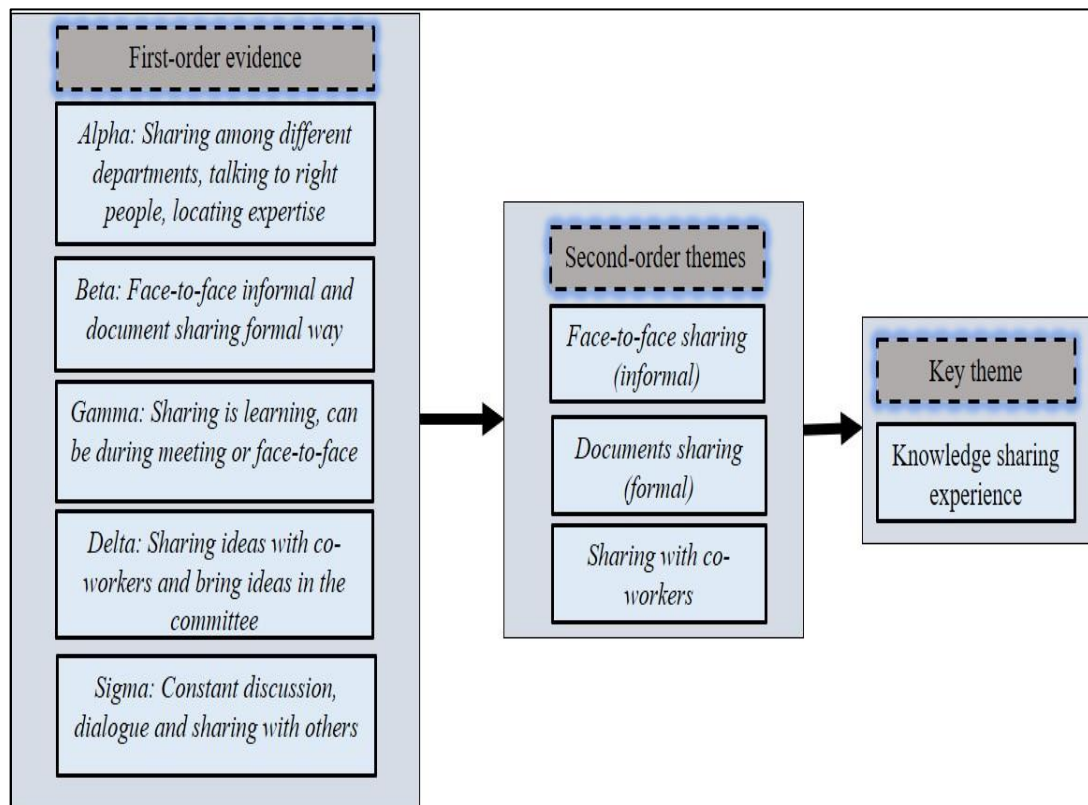 First-order evidence
Alpha: Sharing among different
departments, talking to right
people, locating expertise
Beta: Face-to-face informal and
document sharing formal way
Gamma: Sharing is learning, can
be during meeting or face-to-face
Delta: Sharing ideas with co-
workers and bring ideas in the
committee
Sigma: Constant discussion,
dialogue and sharing with others
Second-order themes
Face-to-face sharing
(informal)
Documents sharing
(formal)
Sharing with co-
workers
Key theme
Knowledge sharing
experience